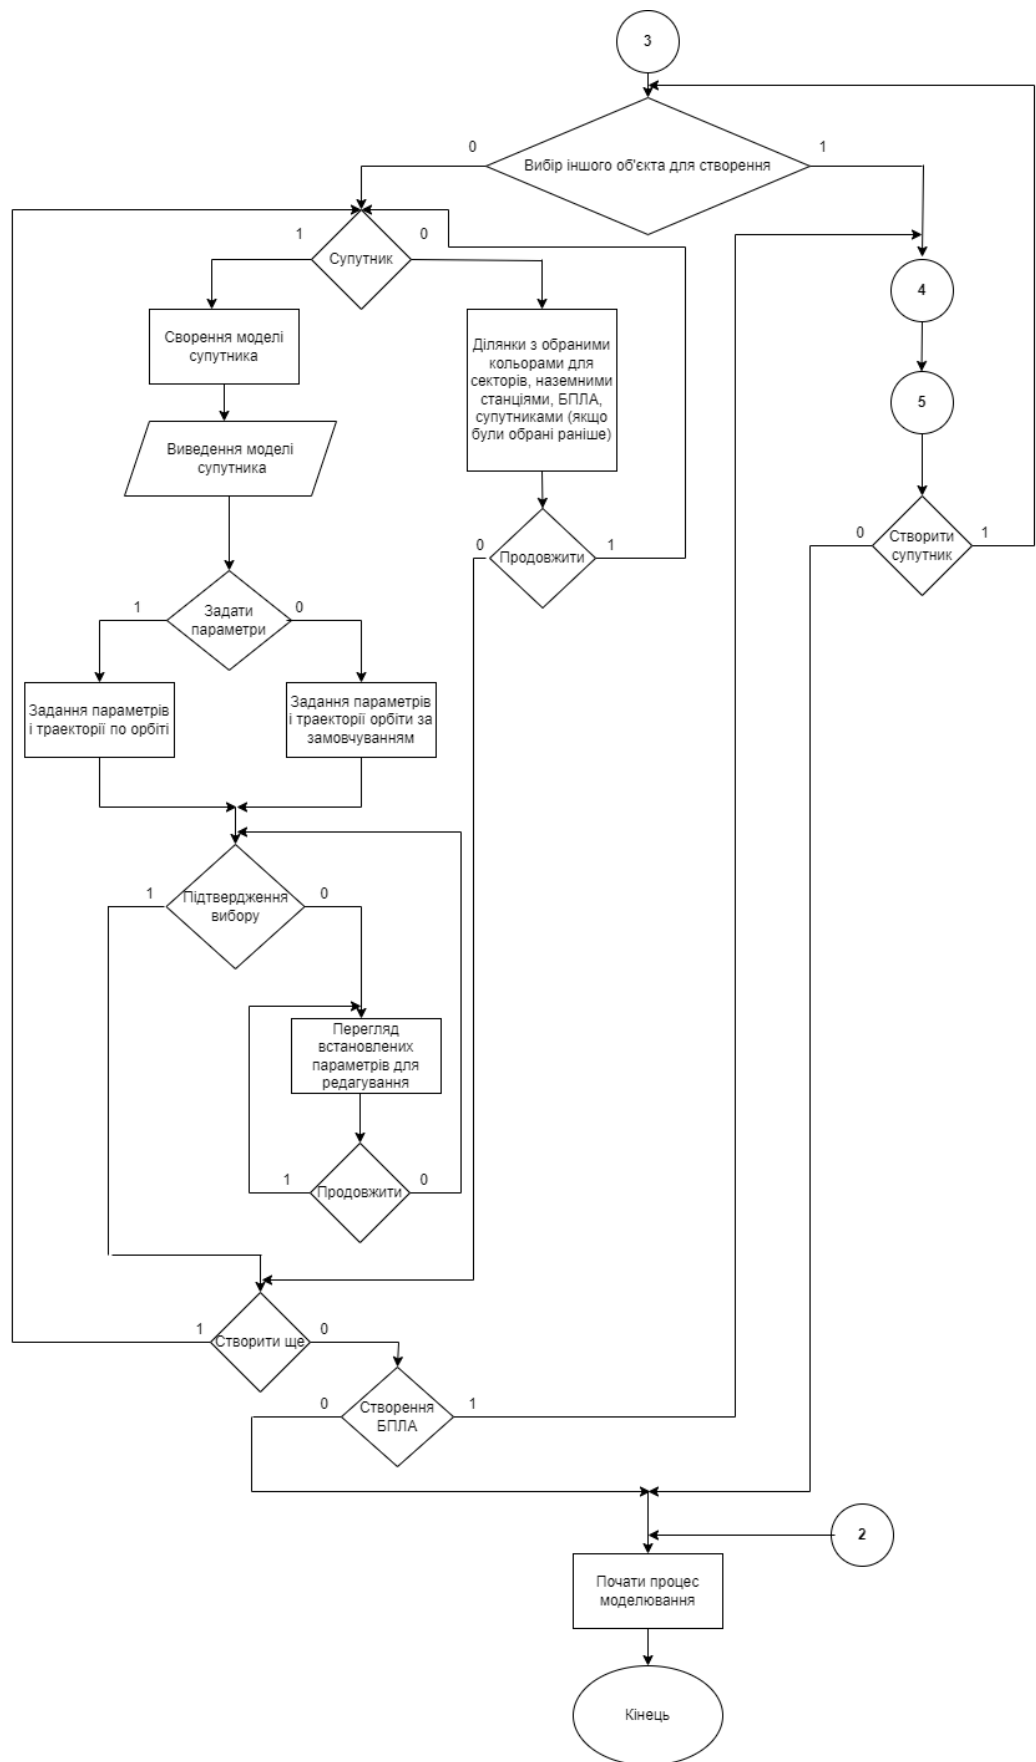 3
0
Вибір іншого об'єкта для створення
1
1
Супутник
0
0
4
Сворення моделі
супутника
Ділянки з обраними
кольорами для
секторів, наземними
станціями, БПЛА,
супутниками (якщо
були обрані раніше)
5
Виведення моделі
супутника
0
Створити
супутник
1
0
Продовжити
1
1
Задати
параметри
0
Задання параметрів
і траекторії по орбіті
Задання параметрів
і траекторії орбіти за
замовчуванням
1
Підтвердження
вибору
0
Перегляд
встановлених
параметрів для
редагування
1
Продовжити
0
1
Створити ще
0
0
Створення
БПЛА
1
2
Почати процес
моделювання
Кінець